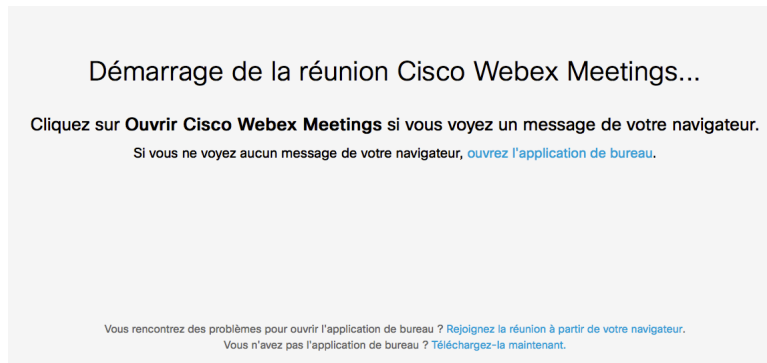 Démarrage de la réunion Cisco Webex Meetings...
Cliquez sur Ouvrir Cisco Webex Meetings si vous voyez un message de votre navigateur.
Si vous ne voyez aucun message de votre navigateur, ouvrez l'application de bureau.
Vous rencontrez des problèmes pour ouvrir l'application de bureau ? Rejoignez la réunion à partir de votre navigateur.
Vous n'avez pas l'application de bureau ? Téléchargez-la maintenant.